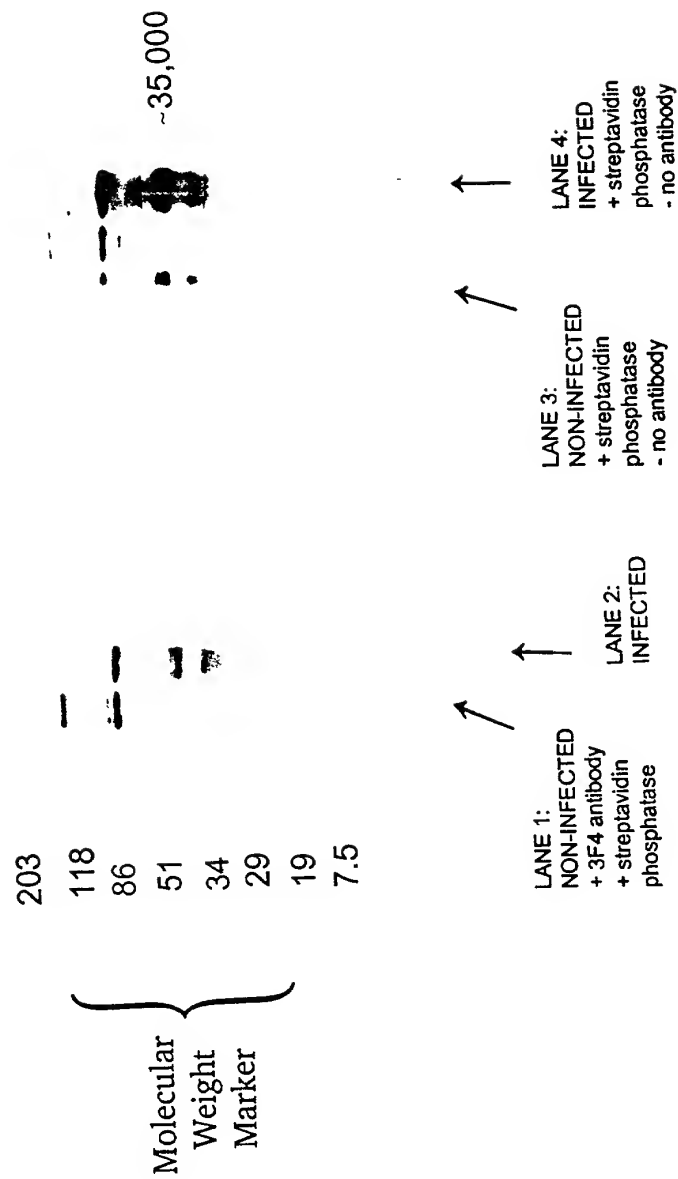 203
118
86
51
34
29
19
7.5
Molecular
Weight
Marker
~35,000
LANE 1:
NON-INFECTED
+ 3F4 antibody
+ streptavidin
phosphatase
LANE 2:
INFECTED
LANE 3:
NON-INFECTED
+ streptavidin
phosphatase
- no antibody
LANE 4:
INFECTED
+ streptavidin
phosphatase
- no antibody